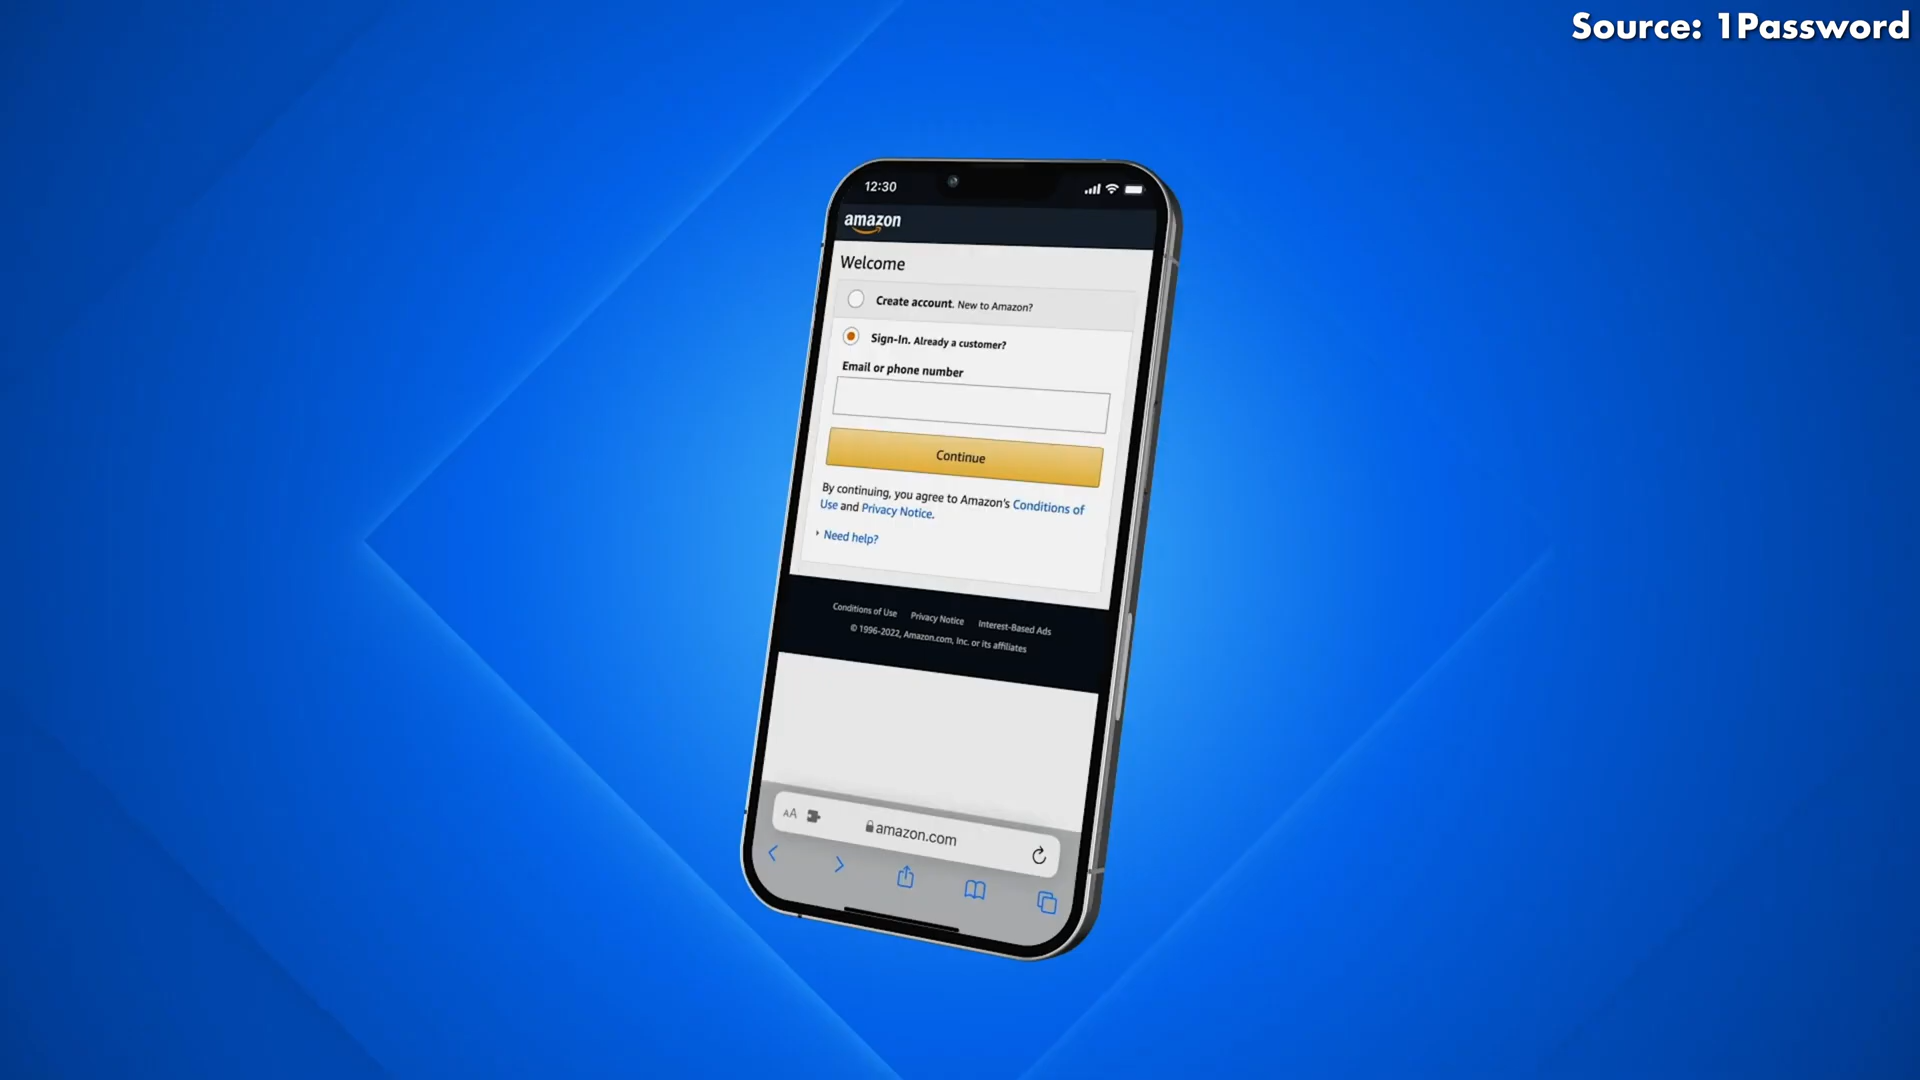 Source: 1Password
12:30
amazon
Welcome
Create account. New to Amazon?
Sign-In. Already a customer?
Email or phone number
Continue
By continuing, you agree to Amazon's Conditions of
Use and Privacy Notice.
Need help?
Conditions of Use Privacy Notice Interest-Based Ads
© 1996-2022, Amazon.com, Inc. or its affiliates
AA amazon.com